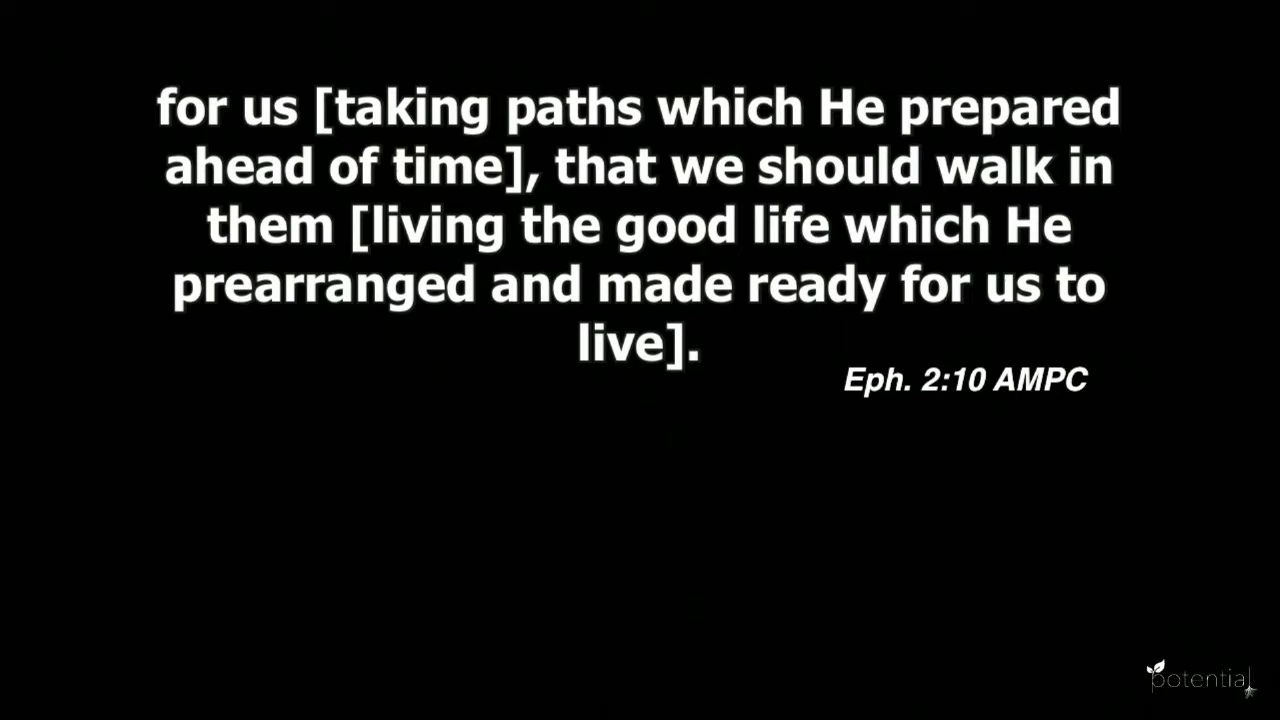 for us [taking paths which He prepared
ahead of time], that we should walk in
them [living the good life which He
prearranged and made ready for us to
live].
Eph. 2:10 AMPC
potential